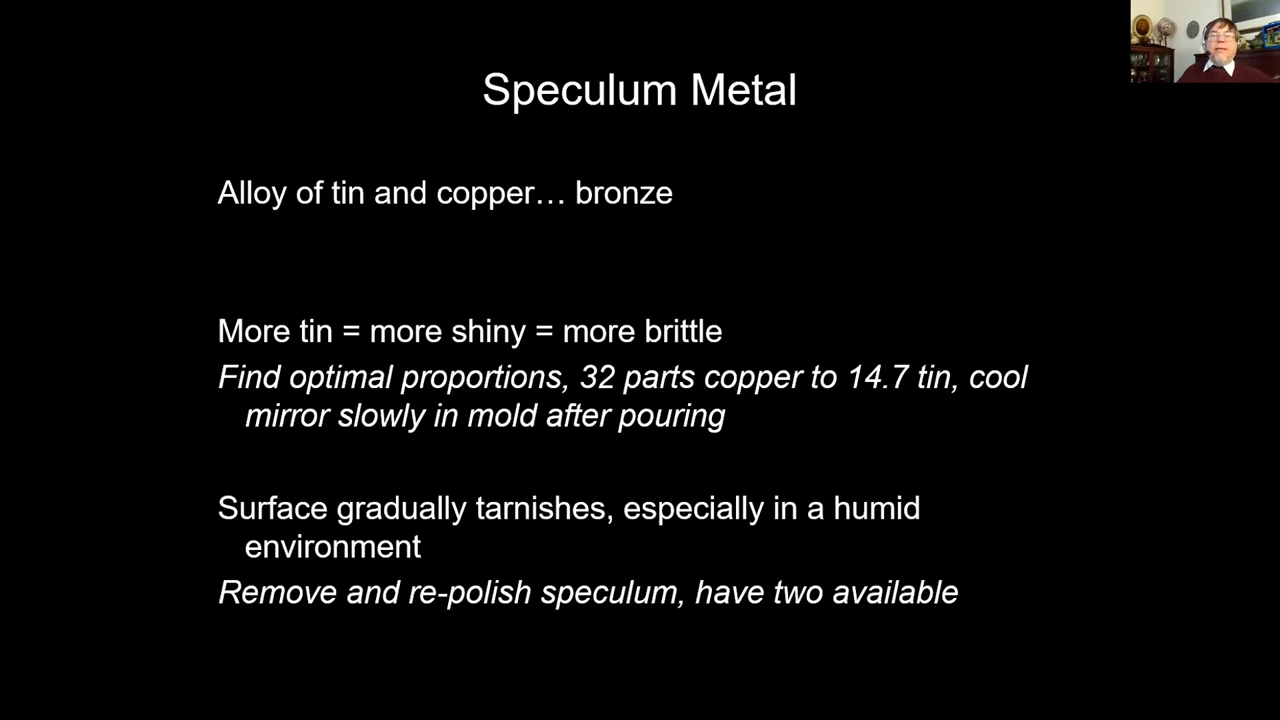 Speculum Metal
Alloy of tin and copper… bronze
More tin = more shiny = more brittle
Find optimal proportions, 32 parts copper to 14.7 tin, cool
mirror slowly in mold after pouring
Surface gradually tarnishes, especially in a humid
environment
Remove and re-polish speculum, have two available